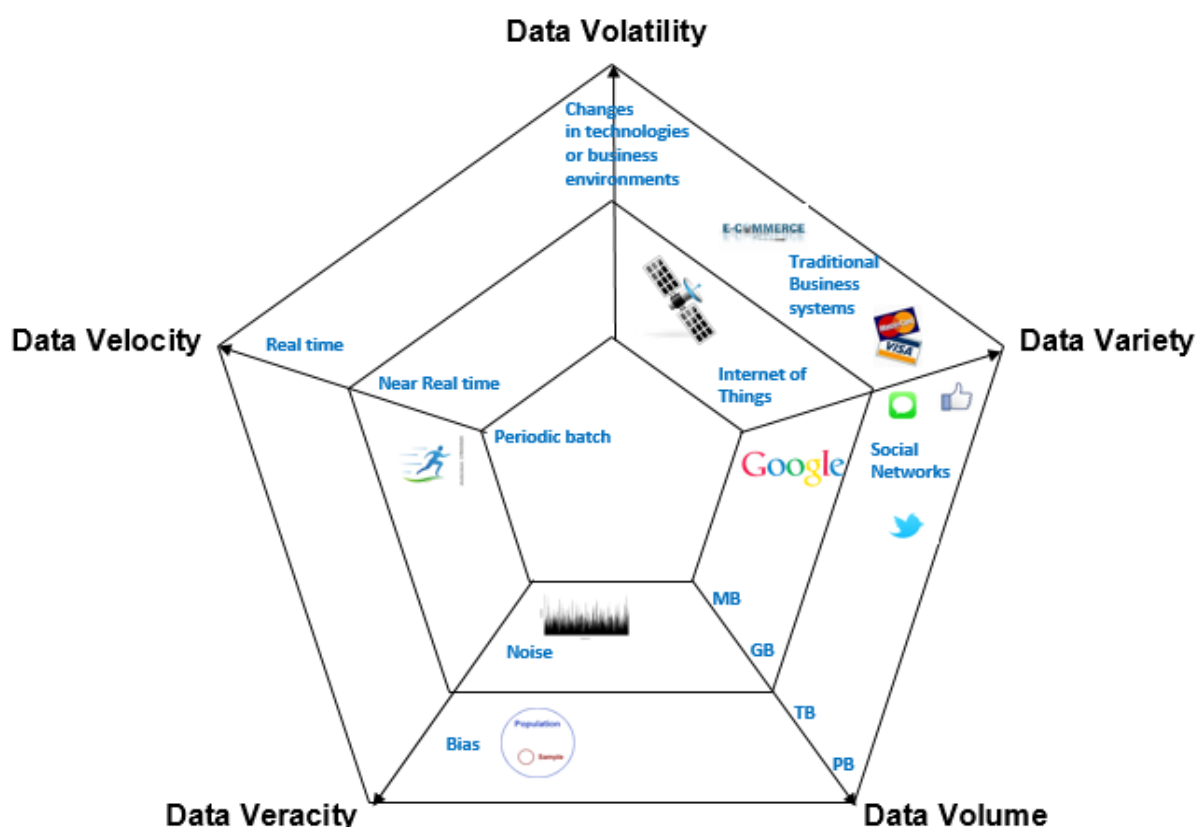 Data Volatility
Changes
in technologies
or business
environments
E-COMMERCE
Traditional
Business
systems
MasterCard
VISA
Data Velocity
Real time
Data Variety
Near Real time
Internet of
Things
Periodic batch
Google
Social
Networks
MB
Noise
GB
TB
Population
Bias
Sample
PB
Data Veracity
Data Volume